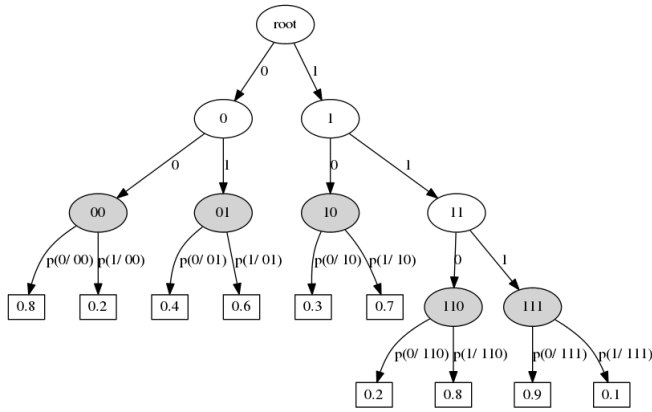 root
0 1
0 1
0 1 0 1
00 01 10 11
p(0/ 00) p(1/ 00) p(0/ 01) p(1/ 01) p(0/ 10) p(1/ 10) 0 1
0.8 0.2 0.4 0.6 0.3 0.7 110 111
p(0/ 110) p(1/ 110) p(0/ 111) p(1/ 111)
0.2 0.8 0.9 0.1